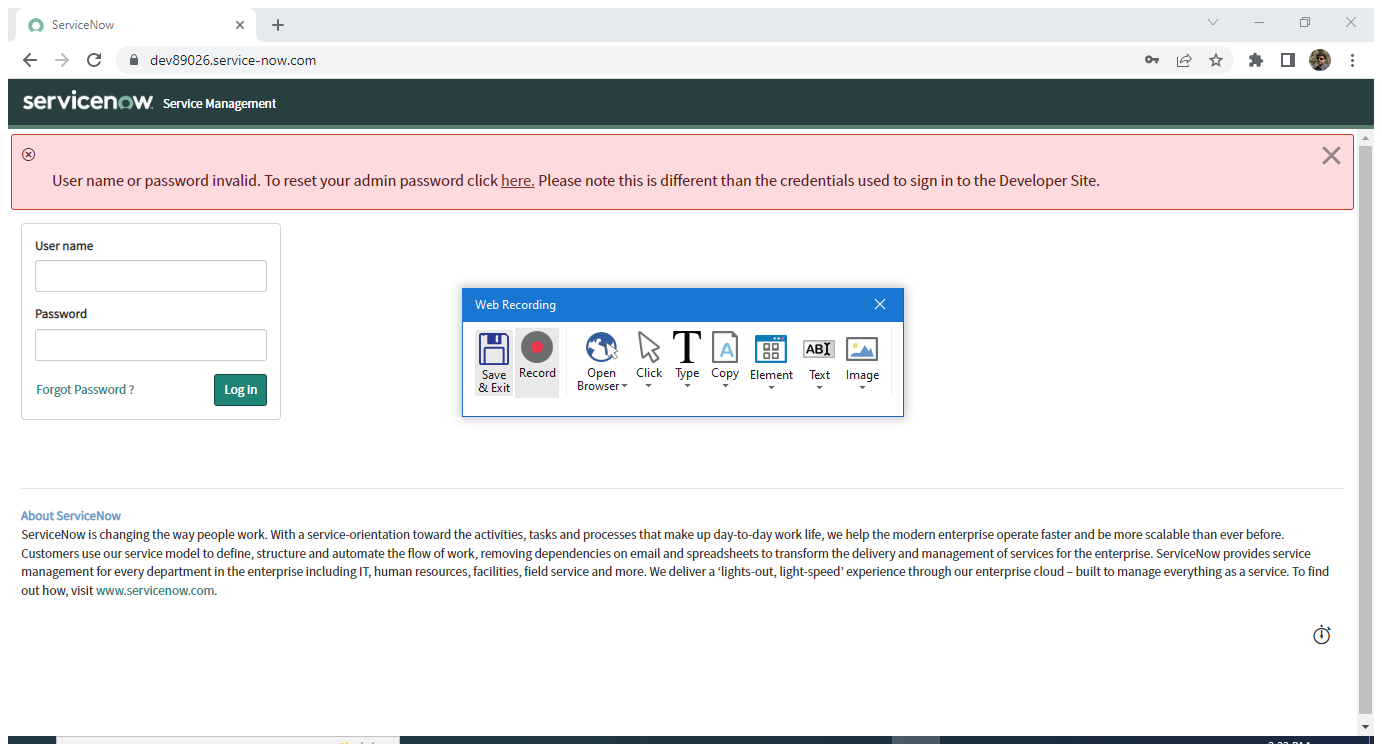 ServiceNow
dev89026.service-now.com
servicenow. Service Management
User name or password invalid. To reset your admin password click here. Please note this is different than the credentials used to sign in to the Developer Site.
User name
Password
Forgot Password ?
Log in
Web Recording
Save & Exit
Record
Open Browser
Click
Type
Copy
Element
Text
Image
A
ABI
About ServiceNow
ServiceNow is changing the way people work. With a service-orientation toward the activities, tasks and processes that make up day-to-day work life, we help the modern enterprise operate faster and be more scalable than ever before.
Customers use our service model to define, structure and automate the flow of work, removing dependencies on email and spreadsheets to transform the delivery and management of services for the enterprise. ServiceNow provides service
management for every department in the enterprise including IT, human resources, facilities, field service and more. We deliver a ‘lights-out, light-speed’ experience through our enterprise cloud – built to manage everything as a service. To find
out how, visit www.servicenow.com.